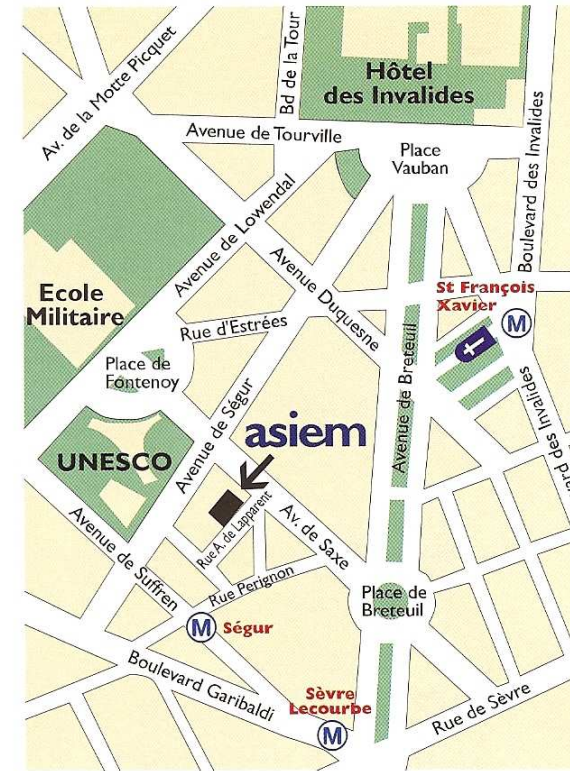 Av. de la Motte Picquet
Bd de la Tour
Hôtel
des Invalides
Boulevard des Invalides
Avenue de Tourville
Place
Vauban
Avenue de Lowendal
Avenue Duquesne
Ecole
Militaire
St François
Xavier
M
Rue d'Estrées
Place de
Fontenoy
Avenue de Ségur
Avenue de Breteuil
ard des Invalides
asiem
UNESCO
Rue A. de Lapparent
Av. de Saxe
Avenue de Suffren
Rue Perignon
Place de
Breteuil
M Ségur
Boulevard Garibaldi
Sèvre
Lecourbe
M
Rue de Sèvre